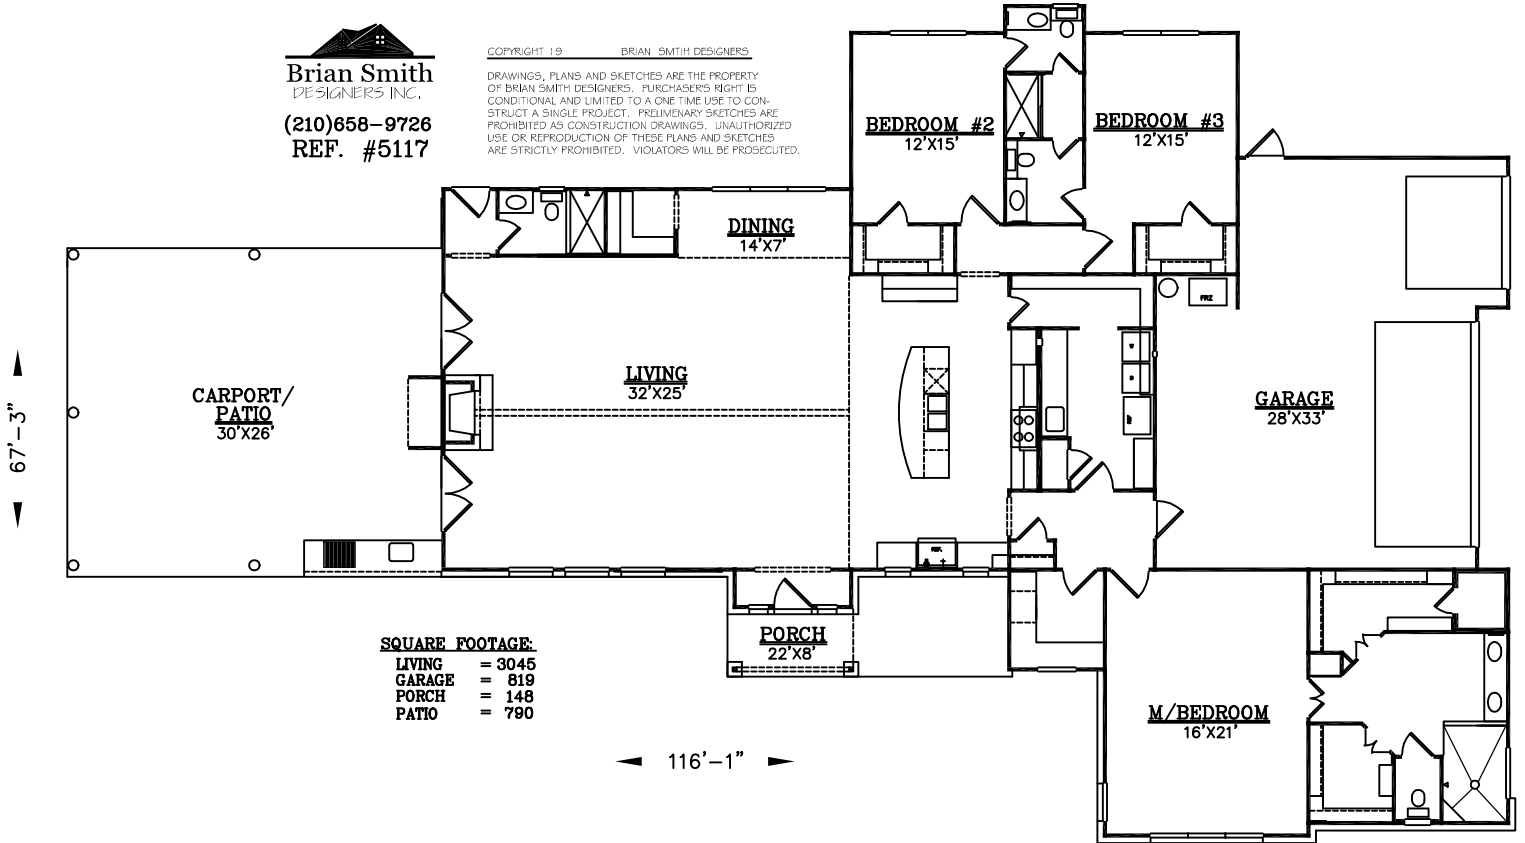 Brian Smith
DESIGNERS INC.
(210)658-9726
REF. #5117
COPYRIGHT 19 BRIAN SMTIH DESIGNERS
DRAWINGS, PLANS AND SKETCHES ARE THE PROPERTY
OF BRIAN SMITH DESIGNERS. PURCHASER'S RIGHT IS
CONDITIONAL AND LIMITED TO A ONE TIME USE TO CON-
STRUCT A SINGLE PROJECT. PRELIMENARY SKETCHES ARE
PROHIBITED AS CONSTRUCTION DRAWINGS. UNAUTHORIZED
USE OR REPRODUCTION OF THESE PLANS AND SKETCHES
ARE STRICTLY PROHIBITED. VIOLATORS WILL BE PROSECUTED.
BEDROOM #2
12'X15'
BEDROOM #3
12'X15'
DINING
14'X7'
FRZ
LIVING
32'X25'
W
D
CARPORT/
PATIO
30'X26'
GARAGE
28'X33'
REF
67'-3"
REF.
PORCH
22'X8'
SQUARE FOOTAGE:
LIVING = 3045
GARAGE = 819
PORCH = 148
PATIO = 790
M/BEDROOM
16'X21'
116'-1"